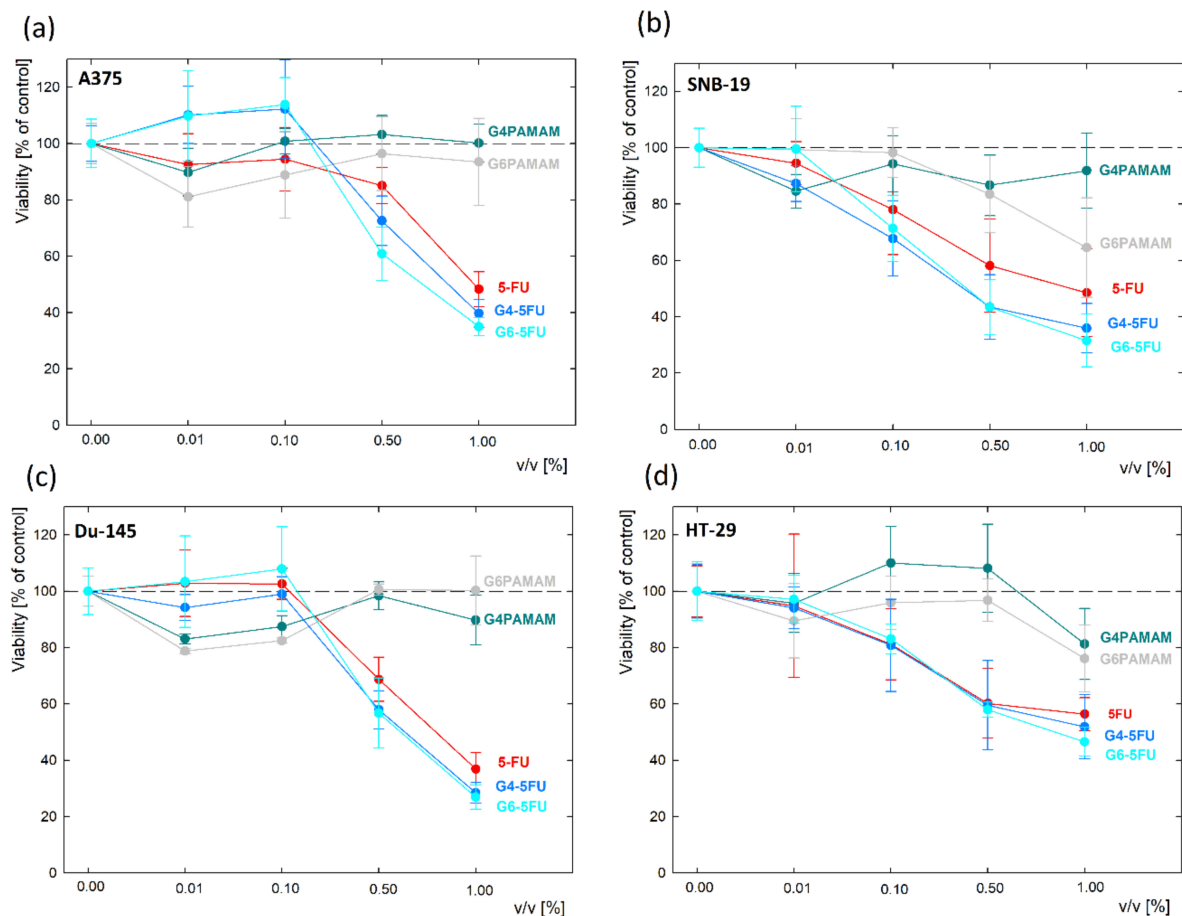 (a)
A375
Viability [% of control]
120
100
80
60
40
20
0
G4PAMAM
G6PAMAM
5-FU
G4-5FU
G6-5FU
0.00 0.01 0.10 0.50 1.00
v/v [%]
(b)
SNB-19
Viability [% of control]
120
100
80
60
40
20
0
G4PAMAM
G6PAMAM
5-FU
G4-5FU
G6-5FU
0.00 0.01 0.10 0.50 1.00
v/v [%]
(c)
Du-145
Viability [% of control]
120
100
80
60
40
20
0
G6PAMAM
G4PAMAM
5-FU
G4-5FU
G6-5FU
0.00 0.01 0.10 0.50 1.00
v/v [%]
(d)
HT-29
Viability [% of control]
120
100
80
60
40
20
0
G4PAMAM
G6PAMAM
5FU
G4-5FU
G6-5FU
0.00 0.01 0.10 0.50 1.00
v/v [%]